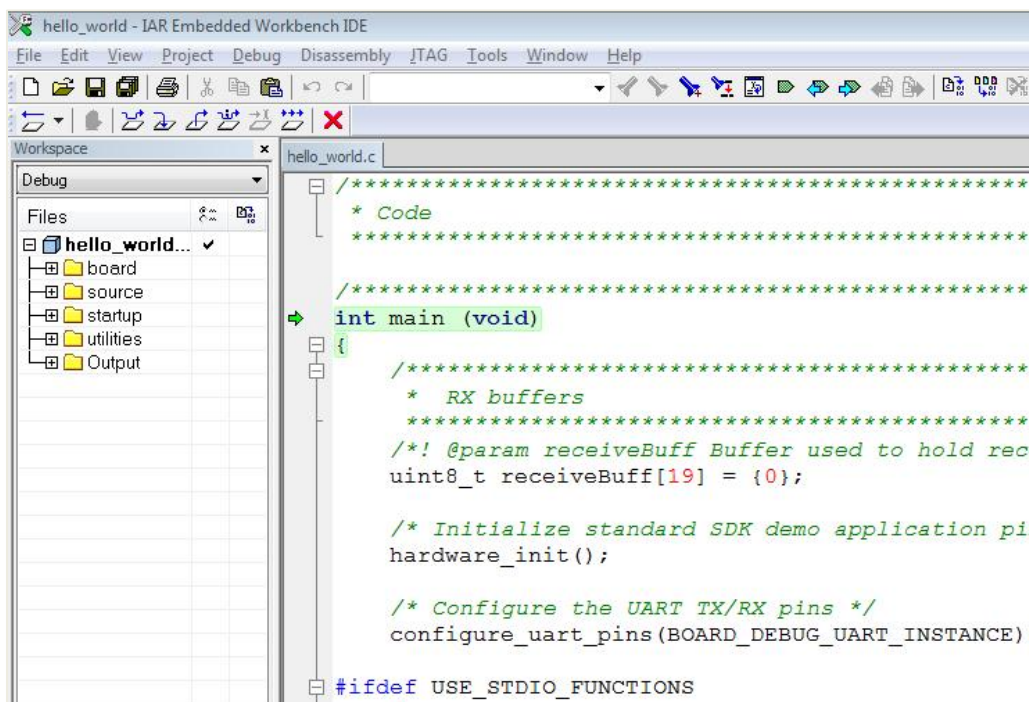 hello_world - IAR Embedded Workbench IDE
File Edit View Project Debug Disassembly JTAG Tools Window Help
Workspace
Debug
Files
hello_world...
board
source
startup
utilities
Output
hello_world.c
/*************************************************
* Code
*************************************************
/*************************************************
int main (void)
{
/*********************************************
* RX buffers
*********************************************
/*! @param receiveBuff Buffer used to hold rec
uint8_t receiveBuff[19] = {0};
/* Initialize standard SDK demo application pi
hardware_init();
/* Configure the UART TX/RX pins */
configure_uart_pins(BOARD_DEBUG_UART_INSTANCE)
#ifdef USE_STDIO_FUNCTIONS